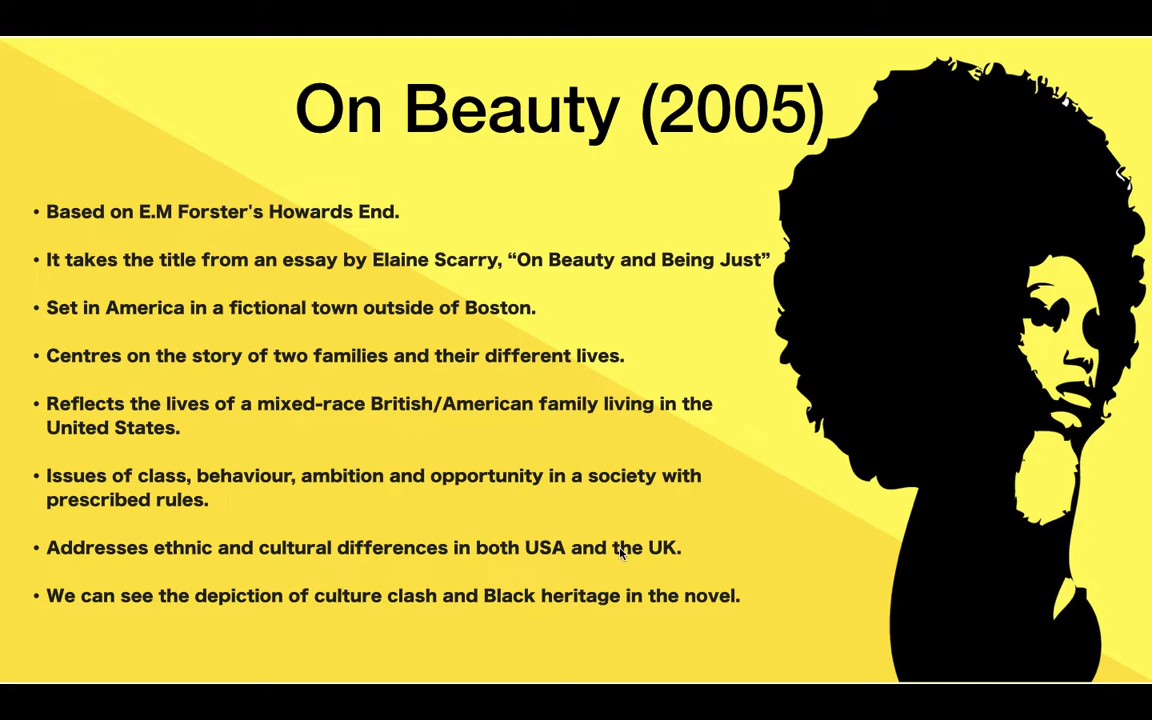 On Beauty (2005)
• Based on E.M Forster's Howards End.
• It takes the title from an essay by Elaine Scarry, “On Beauty and Being Just”
• Set in America in a fictional town outside of Boston.
• Centres on the story of two families and their different lives.
• Reflects the lives of a mixed-race British/American family living in the
United States.
• Issues of class, behaviour, ambition and opportunity in a society with
prescribed rules.
• Addresses ethnic and cultural differences in both USA and the UK.
• We can see the depiction of culture clash and Black heritage in the novel.